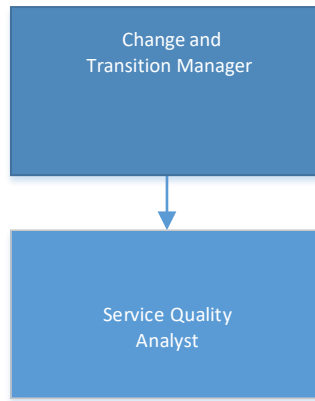 Change and
Transition Manager
Service Quality
Analyst